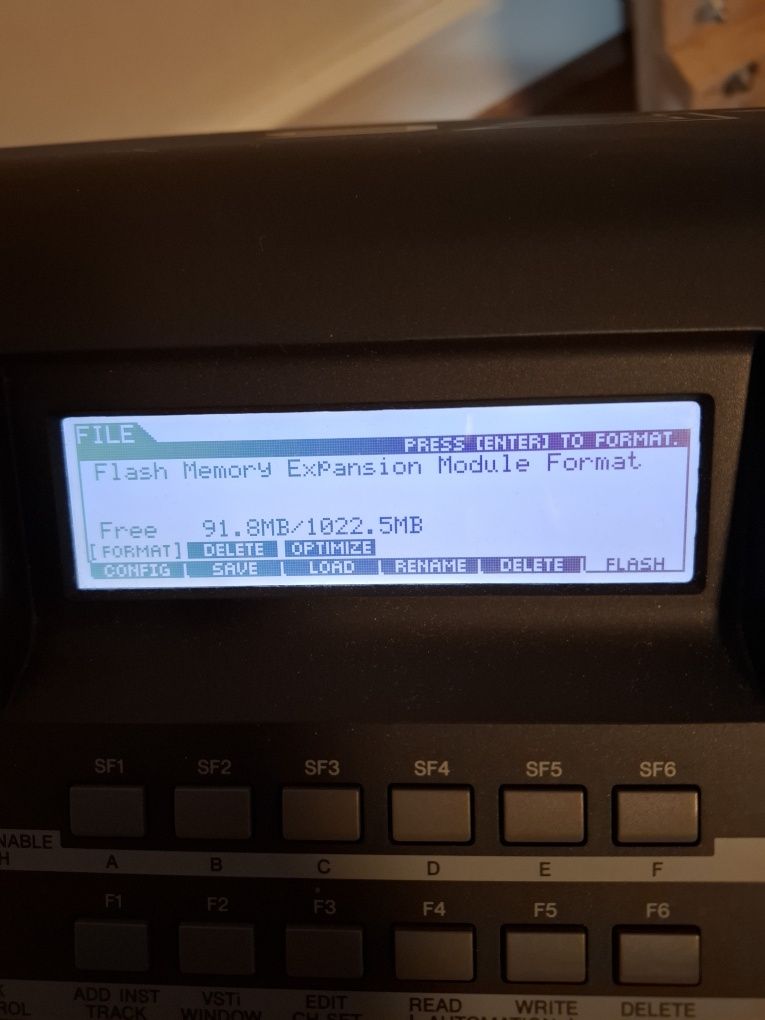 FILE
PRESS [ENTER] TO FORMAT.
Flash Memory Expansion Module Format
Free 91.8MB/1022.5MB
[FORMAT] DELETE OPTIMIZE
CONFIG SAVE LOAD RENAME DELETE FLASH
SF1 SF2 SF3 SF4 SF5 SF6
A B C D E F
F1 F2 F3 F4 F5 F6
ADD INST VSTi EDIT READ WRITE DELETE
TRACK WINDOW CH SET AUTOMATION